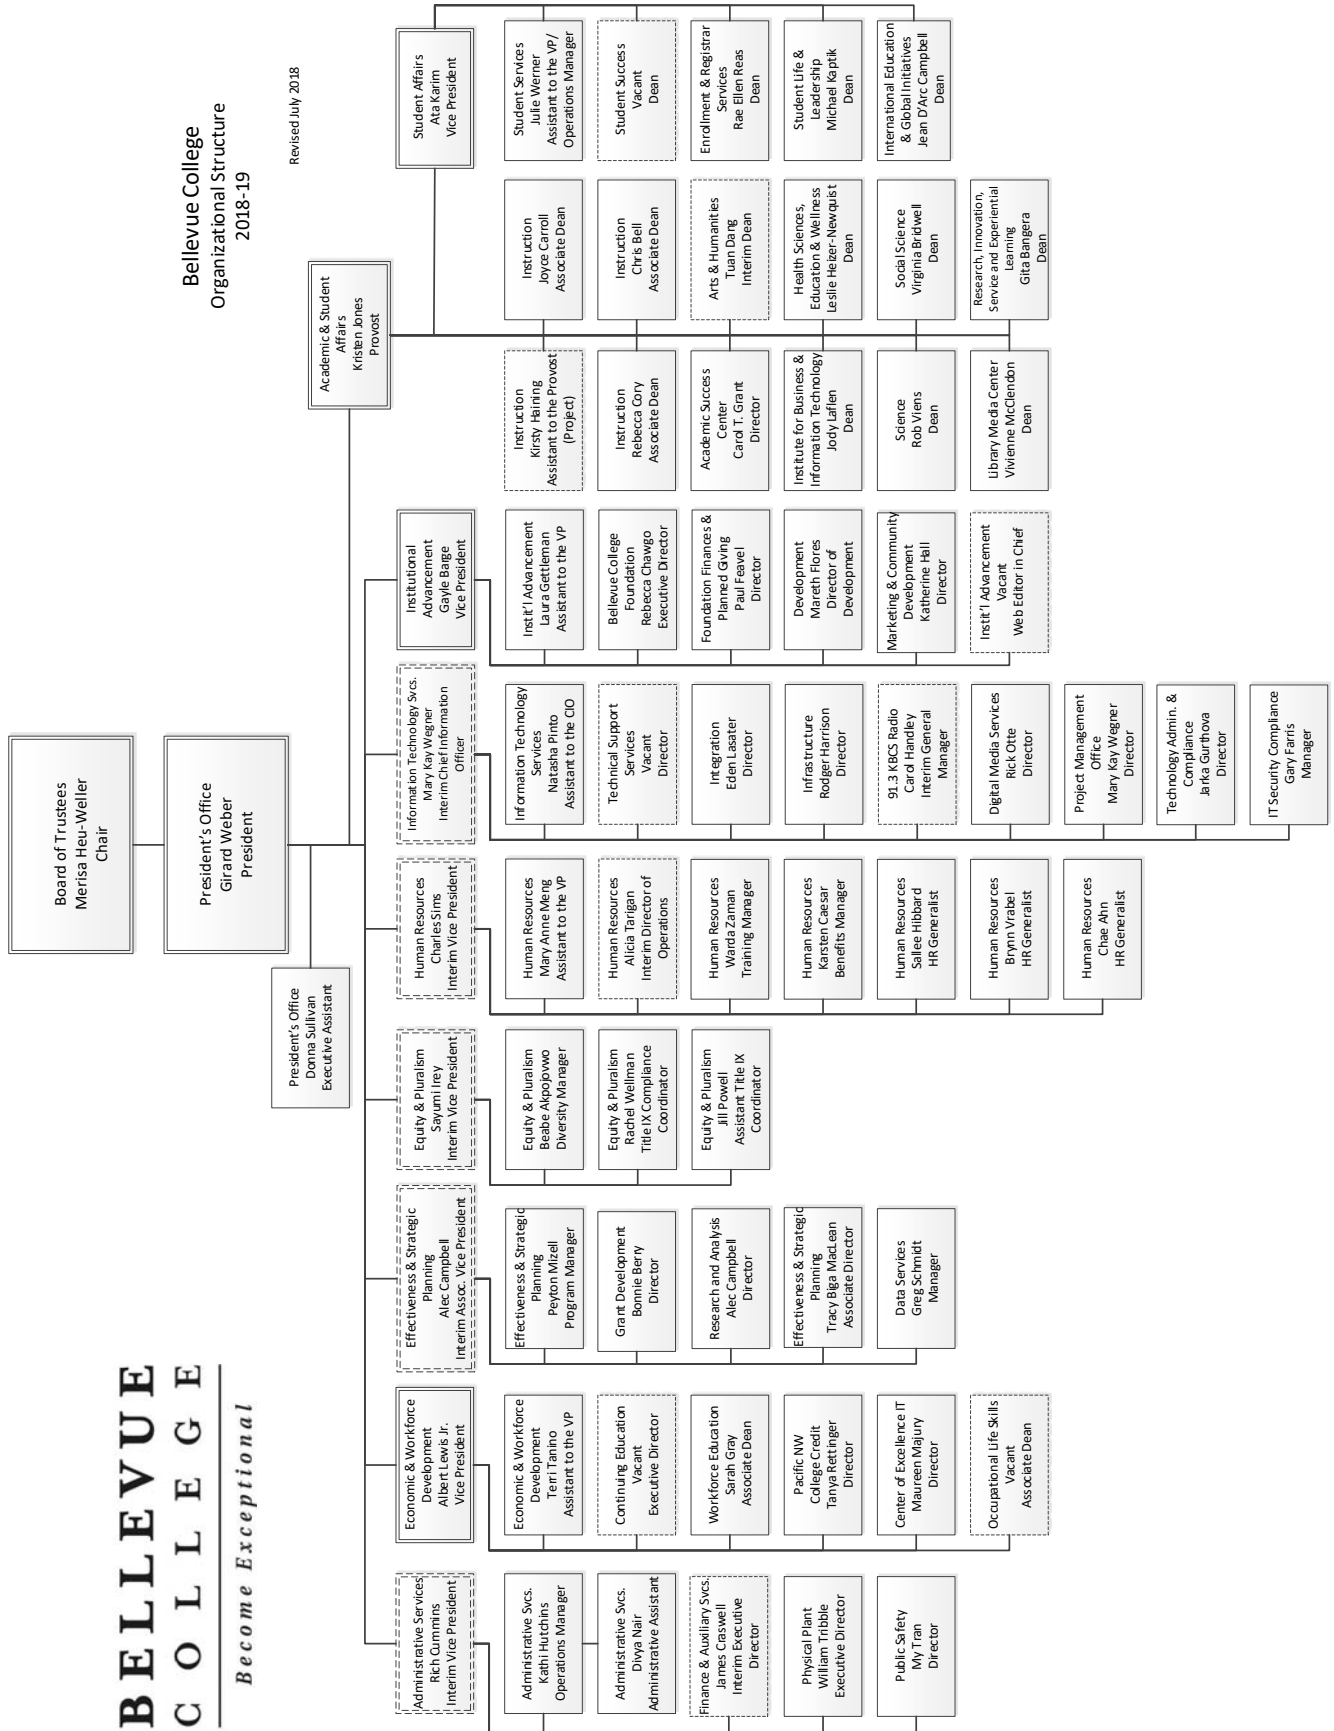 BELLEVUE
COLLEGE
Become Exceptional
Bellevue College
Organizational Structure
2018-19
Revised July 2018
Board of Trustees
Merisa Heu-Weller
Chair
President's Office
Girard Weber
President
President's Office
Donna Sullivan
Executive Assistant
Academic & Student
Affairs
Kristen Jones
Provost
Administrative Services
Rich Cummins
Interim Vice President
Economic & Workforce
Development
Albert Lewis Jr.
Vice President
Effectiveness & Strategic
Planning
Alec Campbell
Interim Assoc. Vice President
Equity & Pluralism
Sayumi Irey
Interim Vice President
Human Resources
Charles Sims
Interim Vice President
Information Technology Svcs.
Mary Kay Wegner
Interim Chief Information
Officer
Institutional
Advancement
Gayle Barge
Vice President
Student Affairs
Ata Karim
Vice President
Administrative Svcs.
Kathi Hutchins
Operations Manager
Administrative Svcs.
Divya Nair
Administrative Assistant
Finance & Auxiliary Svcs.
James Craswell
Interim Executive
Director
Physical Plant
William Tribble
Executive Director
Public Safety
My Tran
Director
Economic & Workforce
Development
Teri Tanino
Assistant to the VP
Continuing Education
Vacant
Executive Director
Workforce Education
Sarah Gray
Associate Dean
Pacific NW
College Credit
Tanya Rettinger
Director
Center of Excellence IT
Maureen Majury
Director
Occupational Life Skills
Vacant
Associate Dean
Effectiveness & Strategic
Planning
Peyton Mizell
Program Manager
Grant Development
Bonnie Berry
Director
Research and Analysis
Alec Campbell
Director
Effectiveness & Strategic
Planning
Tracy Biga MacLean
Associate Director
Data Services
Greg Schmidt
Manager
Equity & Pluralism
Beabe Akpojovwo
Diversity Manager
Equity & Pluralism
Rachel Wellman
Title IX Compliance
Coordinator
Equity & Pluralism
Jill Powell
Assistant Title IX
Coordinator
Human Resources
Mary Anne Meng
Assistant to the VP
Human Resources
Alicia Tarigan
Interim Director of
Operations
Human Resources
Warda Zaman
Training Manager
Human Resources
Karsten Caesar
Benefits Manager
Human Resources
Sallee Hibbard
HR Generalist
Human Resources
Brynn Vrabel
HR Generalist
Human Resources
Chae Ahn
HR Generalist
Information Technology
Services
Natasha Pinto
Assistant to the CIO
Technical Support
Services
Vacant
Director
Integration
Eden Lasater
Director
Infrastructure
Rodger Harrison
Director
91.3 KBCS Radio
Carol Handley
Interim General
Manager
Digital Media Services
Rick Otte
Director
Project Management
Office
Mary Kay Wegner
Director
Technology Admin. &
Compliance
Jarka Gurthova
Director
IT Security Compliance
Gary Farris
Manager
Instit'l Advancement
Laura Gettleman
Assistant to the VP
Bellevue College
Foundation
Rebecca Chawgo
Executive Director
Foundation Finances &
Planned Giving
Paul Feavel
Director
Development
Mareth Flores
Director of
Development
Marketing & Community
Development
Katherine Hall
Director
Instit'l Advancement
Vacant
Web Editor in Chief
Instruction
Kirsty Haining
Assistant to the Provost
(Project)
Instruction
Rebecca Cory
Associate Dean
Academic Success
Center
Carol T. Grant
Director
Institute for Business &
Information Technology
Jody Laflen
Dean
Science
Rob Viens
Dean
Library Media Center
Vivienne McClendon
Dean
Instruction
Joyce Carroll
Associate Dean
Instruction
Chris Bell
Associate Dean
Arts & Humanities
Tuan Dang
Interim Dean
Health Sciences,
Education & Wellness
Leslie Heizer-Newquist
Dean
Social Science
Virginia Bridwell
Dean
Research, Innovation,
Service and Experiential
Learning
Gita Bangera
Dean
Student Services
Julie Werner
Assistant to the VP/
Operations Manager
Student Success
Vacant
Dean
Enrollment & Registrar
Services
Rae Ellen Reas
Dean
Student Life &
Leadership
Michael Kaptik
Dean
International Education
& Global Initiatives
Jean D'Arc Campbell
Dean